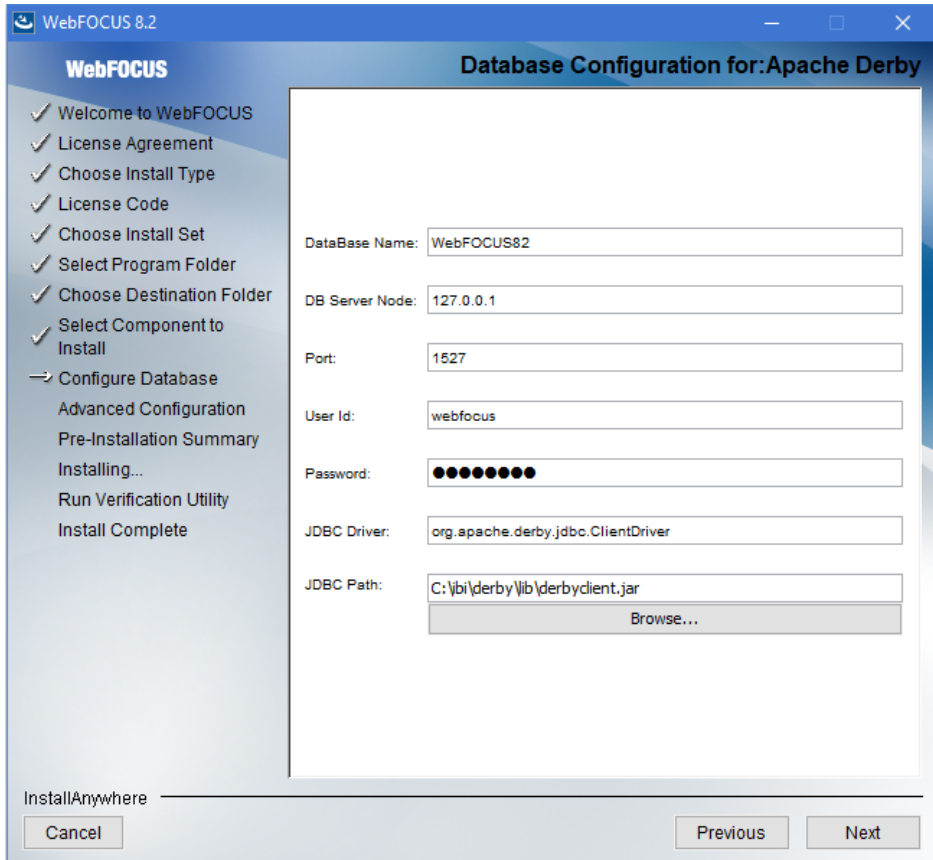 WebFOCUS 8.2
WebFOCUS
Database Configuration for:Apache Derby
Welcome to WebFOCUS
License Agreement
Choose Install Type
License Code
Choose Install Set
Select Program Folder
Choose Destination Folder
Select Component to
Install
Configure Database
Advanced Configuration
Pre-Installation Summary
Installing...
Run Verification Utility
Install Complete
DataBase Name: WebFOCUS82
DB Server Node: 127.0.0.1
Port: 1527
User Id: webfocus
Password: ●●●●●●●●
JDBC Driver: org.apache.derby.jdbc.ClientDriver
JDBC Path: C:\ibi\derby\lib\derbyclient.jar
Browse...
InstallAnywhere
Cancel Previous Next